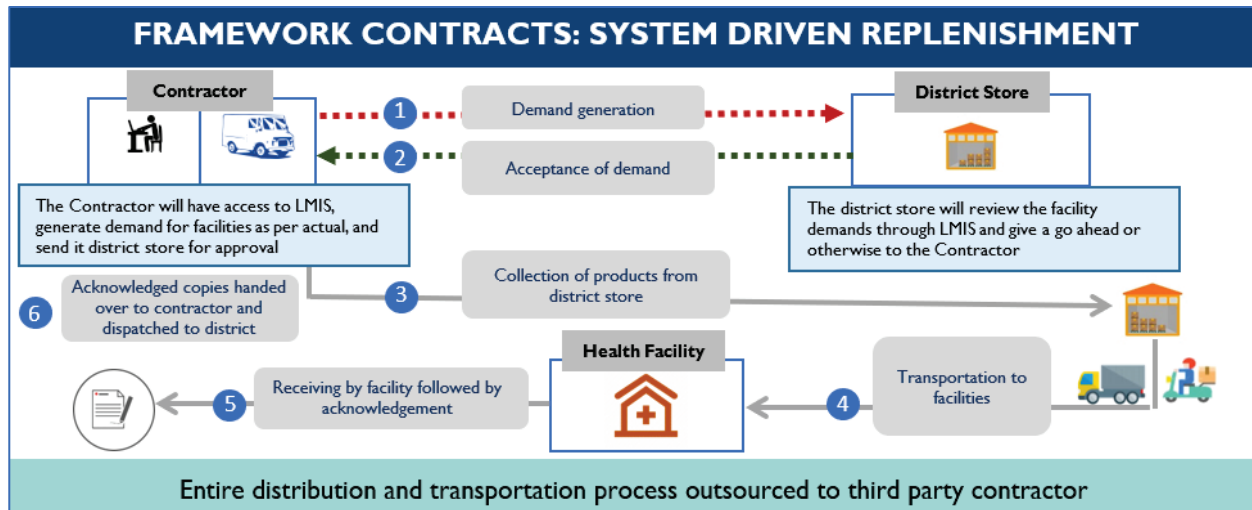 FRAMEWORK CONTRACTS: SYSTEM DRIVEN REPLENISHMENT
Contractor
District Store
1
Demand generation
2
Acceptance of demand
The Contractor will have access to LMIS,
generate demand for facilities as per actual, and
send it district store for approval
The district store will review the facility
demands through LMIS and give a go ahead or
otherwise to the Contractor
3
Collection of products from
district store
6
Acknowledged copies handed
over to contractor and
dispatched to district
Health Facility
4
Transportation to
facilities
5
Receiving by facility followed by
acknowledgement
Entire distribution and transportation process outsourced to third party contractor